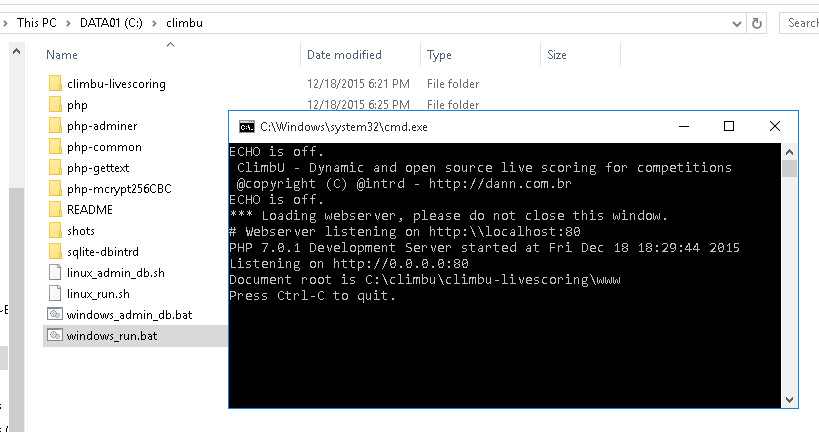 This PC > DATA01 (C:) > climbu
Searc
Name Date modified Type Size
climbu-livescoring 12/18/2015 6:21 PM File folder
php 12/18/2015 6:25 PM File folder
php-adminer
php-common
php-gettext
php-mcrypt256CBC
README
shots
sqlite-dbintrd
linux_admin_db.sh
linux_run.sh
windows_admin_db.bat
windows_run.bat
C:\Windows\system32\cmd.exe
ECHO is off.
ClimbU - Dynamic and open source live scoring for competitions
@copyright (C) @intrd - http://dann.com.br
ECHO is off.
*** Loading webserver, please do not close this window.
# Webserver listening on http:\\localhost:80
PHP 7.0.1 Development Server started at Fri Dec 18 18:29:44 2015
Listening on http://0.0.0.0:80
Document root is C:\climbu\climbu-livescoring\www
Press Ctrl-C to quit.